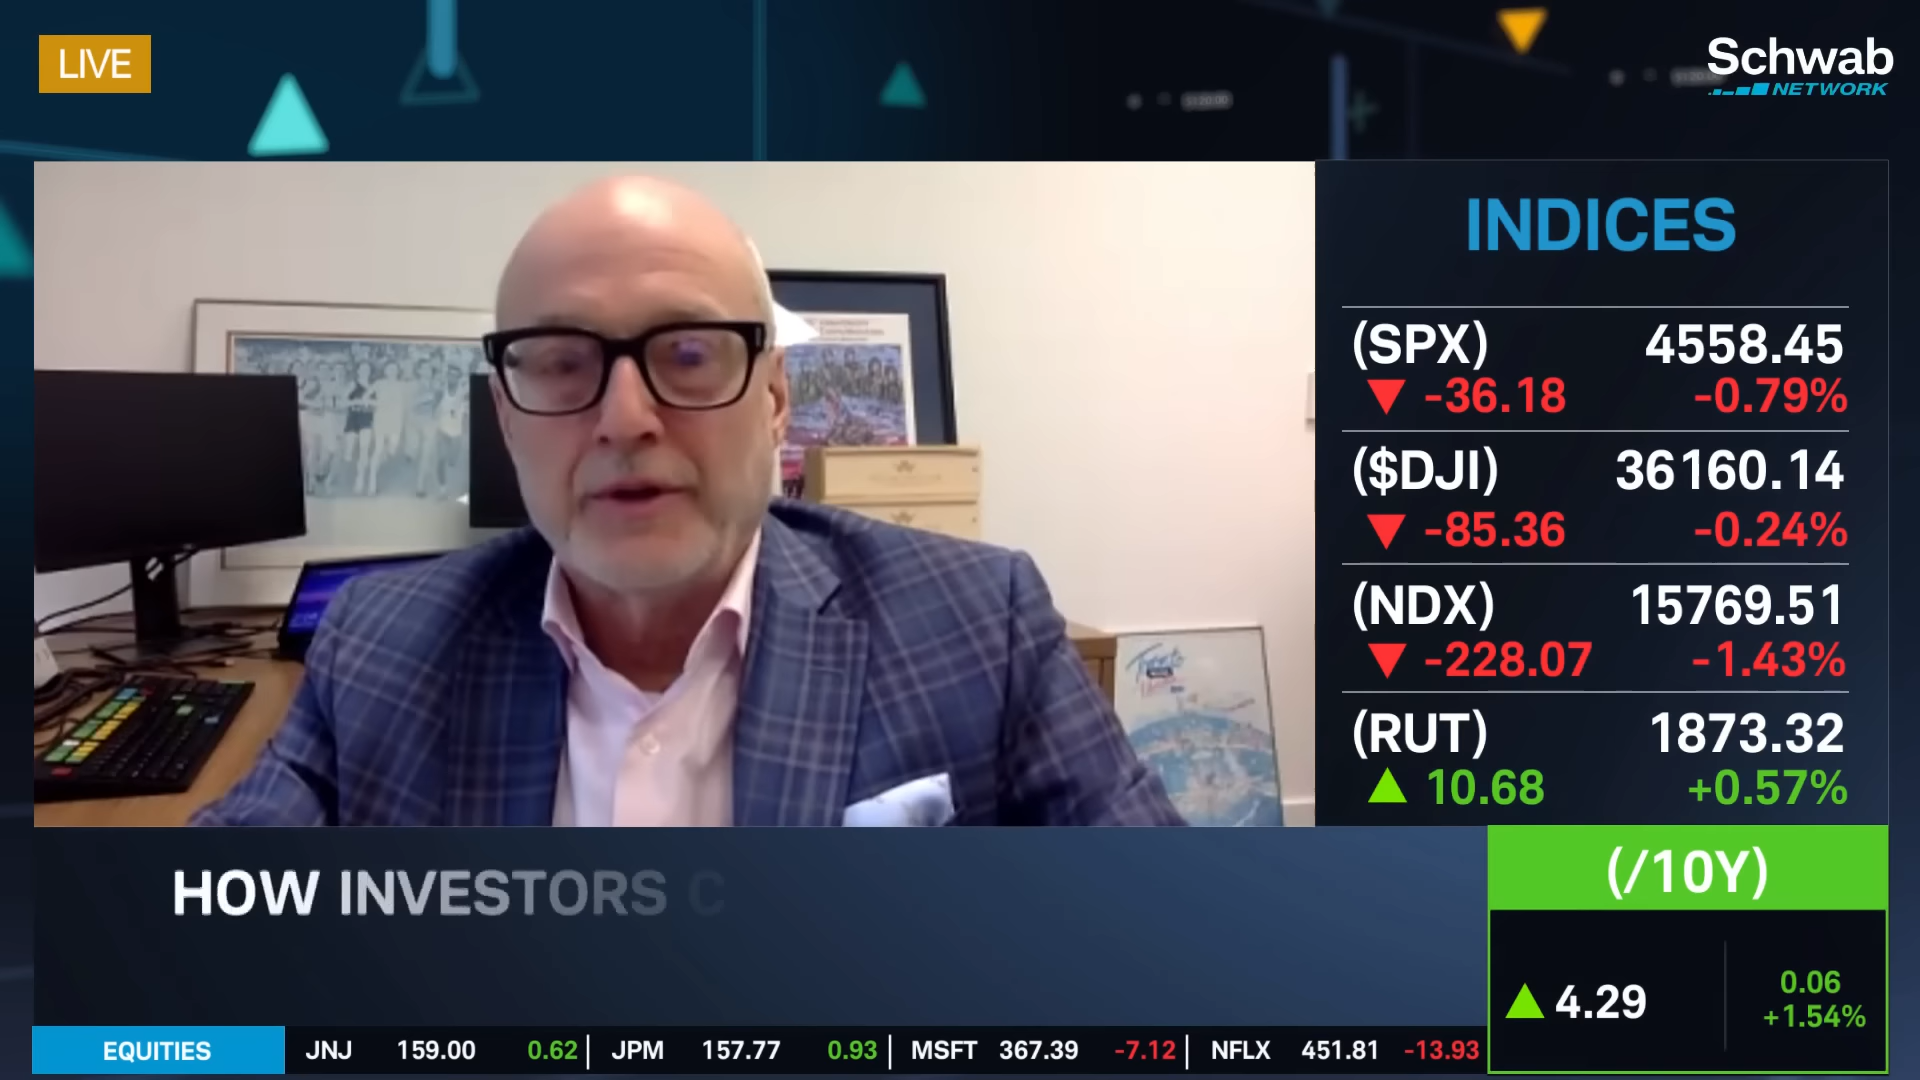 LIVE
Schwab
NETWORK
INDICES
(SPX) 4558.45
▼ -36.18 -0.79%
($DJI) 36160.14
▼ -85.36 -0.24%
(NDX) 15769.51
▼ -228.07 -1.43%
(RUT) 1873.32
▲ 10.68 +0.57%
HOW INVESTORS C
(/10Y)
▲ 4.29
0.06
+1.54%
EQUITIES JNJ 159.00 0.62 | JPM 157.77 0.93 | MSFT 367.39 -7.12 | NFLX 451.81 -13.93